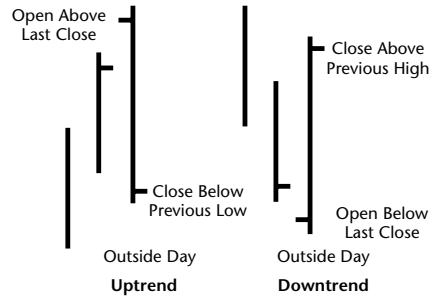 Open Above
Last Close
Close Above
Previous High
Close Below
Previous Low
Open Below
Last Close
Outside Day
Uptrend
Outside Day
Downtrend